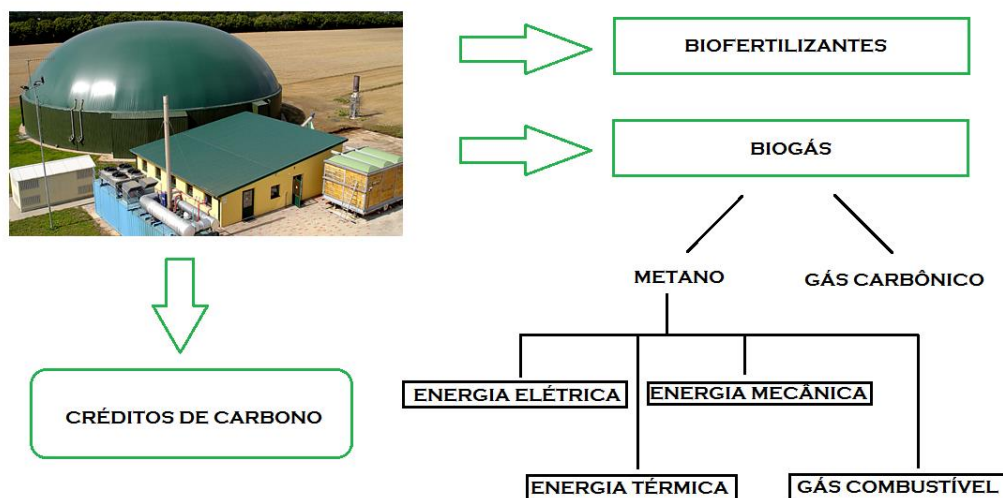 BIOFERTILIZANTES
BIOGÁS
METANO
GÁS CARBÔNICO
CRÉDITOS DE CARBONO
ENERGIA ELÉTRICA
ENERGIA MECÂNICA
ENERGIA TÉRMICA
GÁS COMBUSTÍVEL